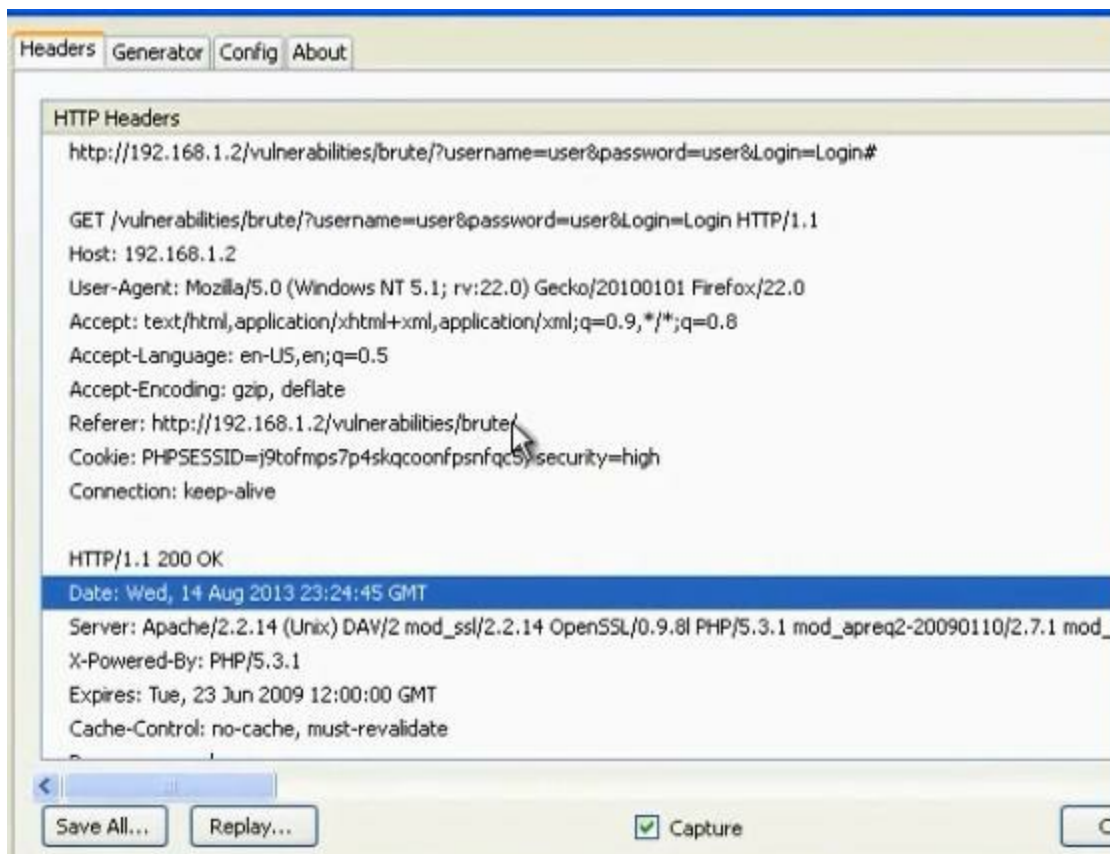 Headers Generator Config About
HTTP Headers
http://192.168.1.2/vulnerabilities/brute/?username=user&password=user&Login=Login#
GET /vulnerabilities/brute/?username=user&password=user&Login=Login HTTP/1.1
Host: 192.168.1.2
User-Agent: Mozilla/5.0 (Windows NT 5.1; rv:22.0) Gecko/20100101 Firefox/22.0
Accept: text/html,application/xhtml+xml,application/xml;q=0.9,*/*;q=0.8
Accept-Language: en-US,en;q=0.5
Accept-Encoding: gzip, deflate
Referer: http://192.168.1.2/vulnerabilities/brute/
Cookie: security=high
Connection: keep-alive
HTTP/1.1 200 OK
Date: Wed, 14 Aug 2013 23:24:45 GMT
Server: Apache/2.2.14 (Unix) DAV/2 mod_ssl/2.2.14 OpenSSL/0.9.8l PHP/5.3.1 mod_apreq2-20090110/2.7.1 mod_
X-Powered-By: PHP/5.3.1
Expires: Tue, 23 Jun 2009 12:00:00 GMT
Cache-Control: no-cache, must-revalidate
Save All... Replay... Capture